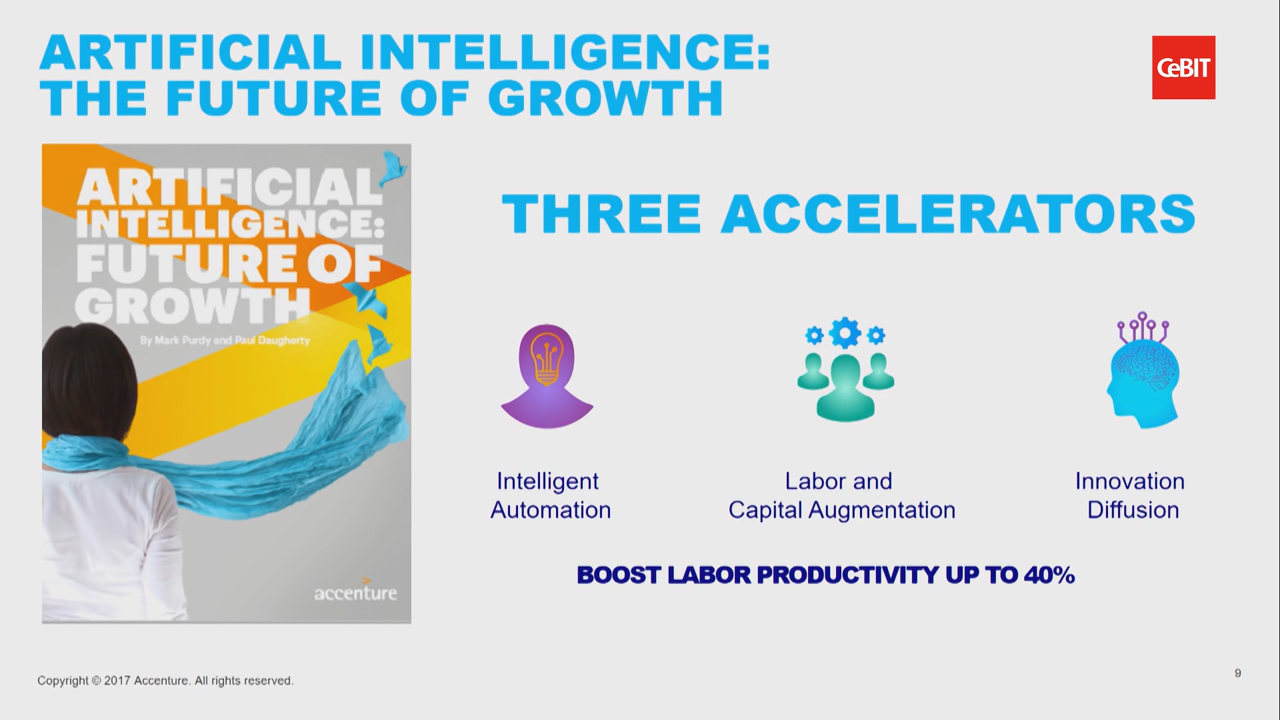 ARTIFICIAL INTELLIGENCE:
THE FUTURE OF GROWTH
CeBIT
ARTIFICIAL
INTELLIGENCE:
FUTURE OF
GROWTH
By Mark Purdy and Paul Daugherty
accenture
THREE ACCELERATORS
Intelligent
Automation
Labor and
Capital Augmentation
Innovation
Diffusion
BOOST LABOR PRODUCTIVITY UP TO 40%
Copyright © 2017 Accenture. All rights reserved.
9